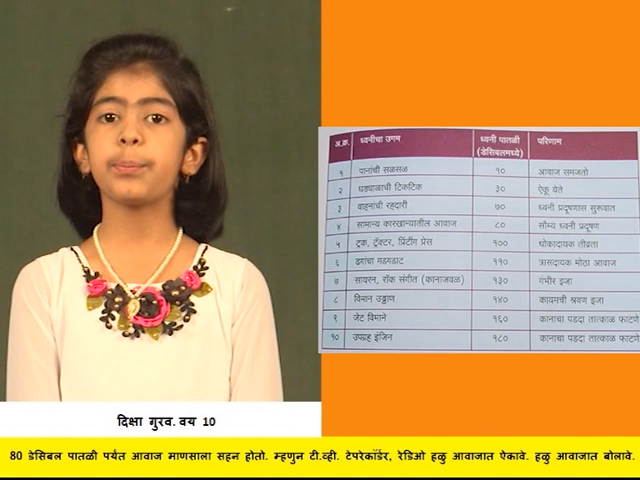 अ.क्र. ध्वनीचा उगम ध्वनी पातळी (डेसिबलमध्ये) परिणाम
१ पानांची सळसळ १० आवाज समजतो
२ घड्याळाची टिकटिक ३० ऐकू येते
३ वाहनांची रहदारी ७० ध्वनी प्रदूषणास सुरूवात
४ सामान्य कारखान्यातील आवाज ८० सौम्य ध्वनी प्रदूषण
५ ट्रक, ट्रॅक्टर, प्रिंटींग प्रेस १०० धोकादायक तीव्रता
६ ढगांचा गडगडाट ११० त्रासदायक मोठा आवाज
७ सायरन, रॉक संगीत (कानाजवळ) १३० गंभीर इजा
८ विमान उड्डाण १४० कायमची श्रवण इजा
९ जेट विमाने १६० कानाचा पडदा तात्काळ फाटणे
१० उपग्रह इंजिन १८० कानाचा पडदा तात्काळ फाटणे
दिक्षा गुरव. वय 10
80 डेसिबल पातळी पर्यंत आवाज माणसाला सहन होतो. म्हणुन टी.व्ही. टेपरेकॉर्डर, रेडिओ हळु आवाजात ऐकावे. हळु आवाजात बोलावे.